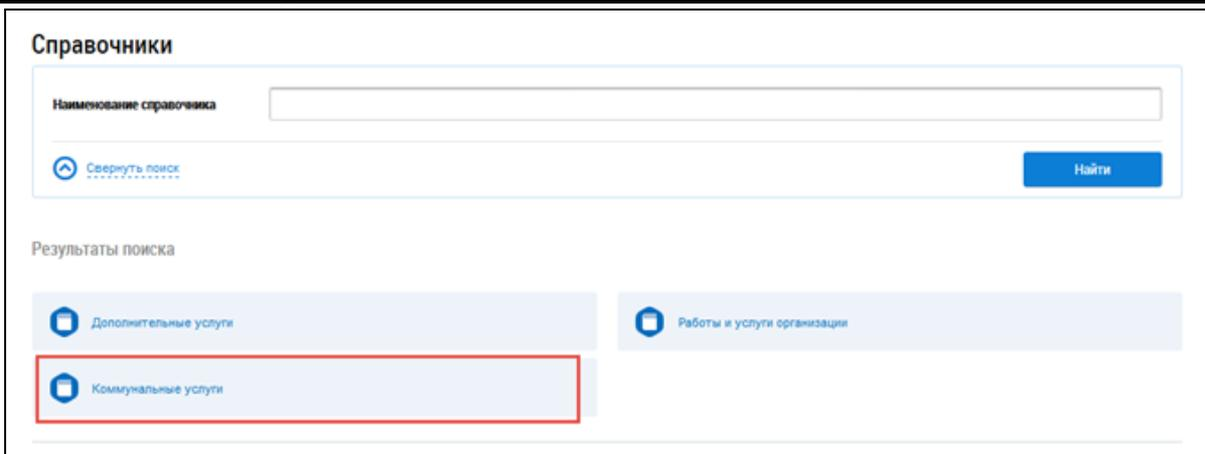 Справочники
Наименование справочника
Свернуть поиск
Найти
Результаты поиска
Дополнительные услуги
Работы и услуги организации
Коммунальные услуги